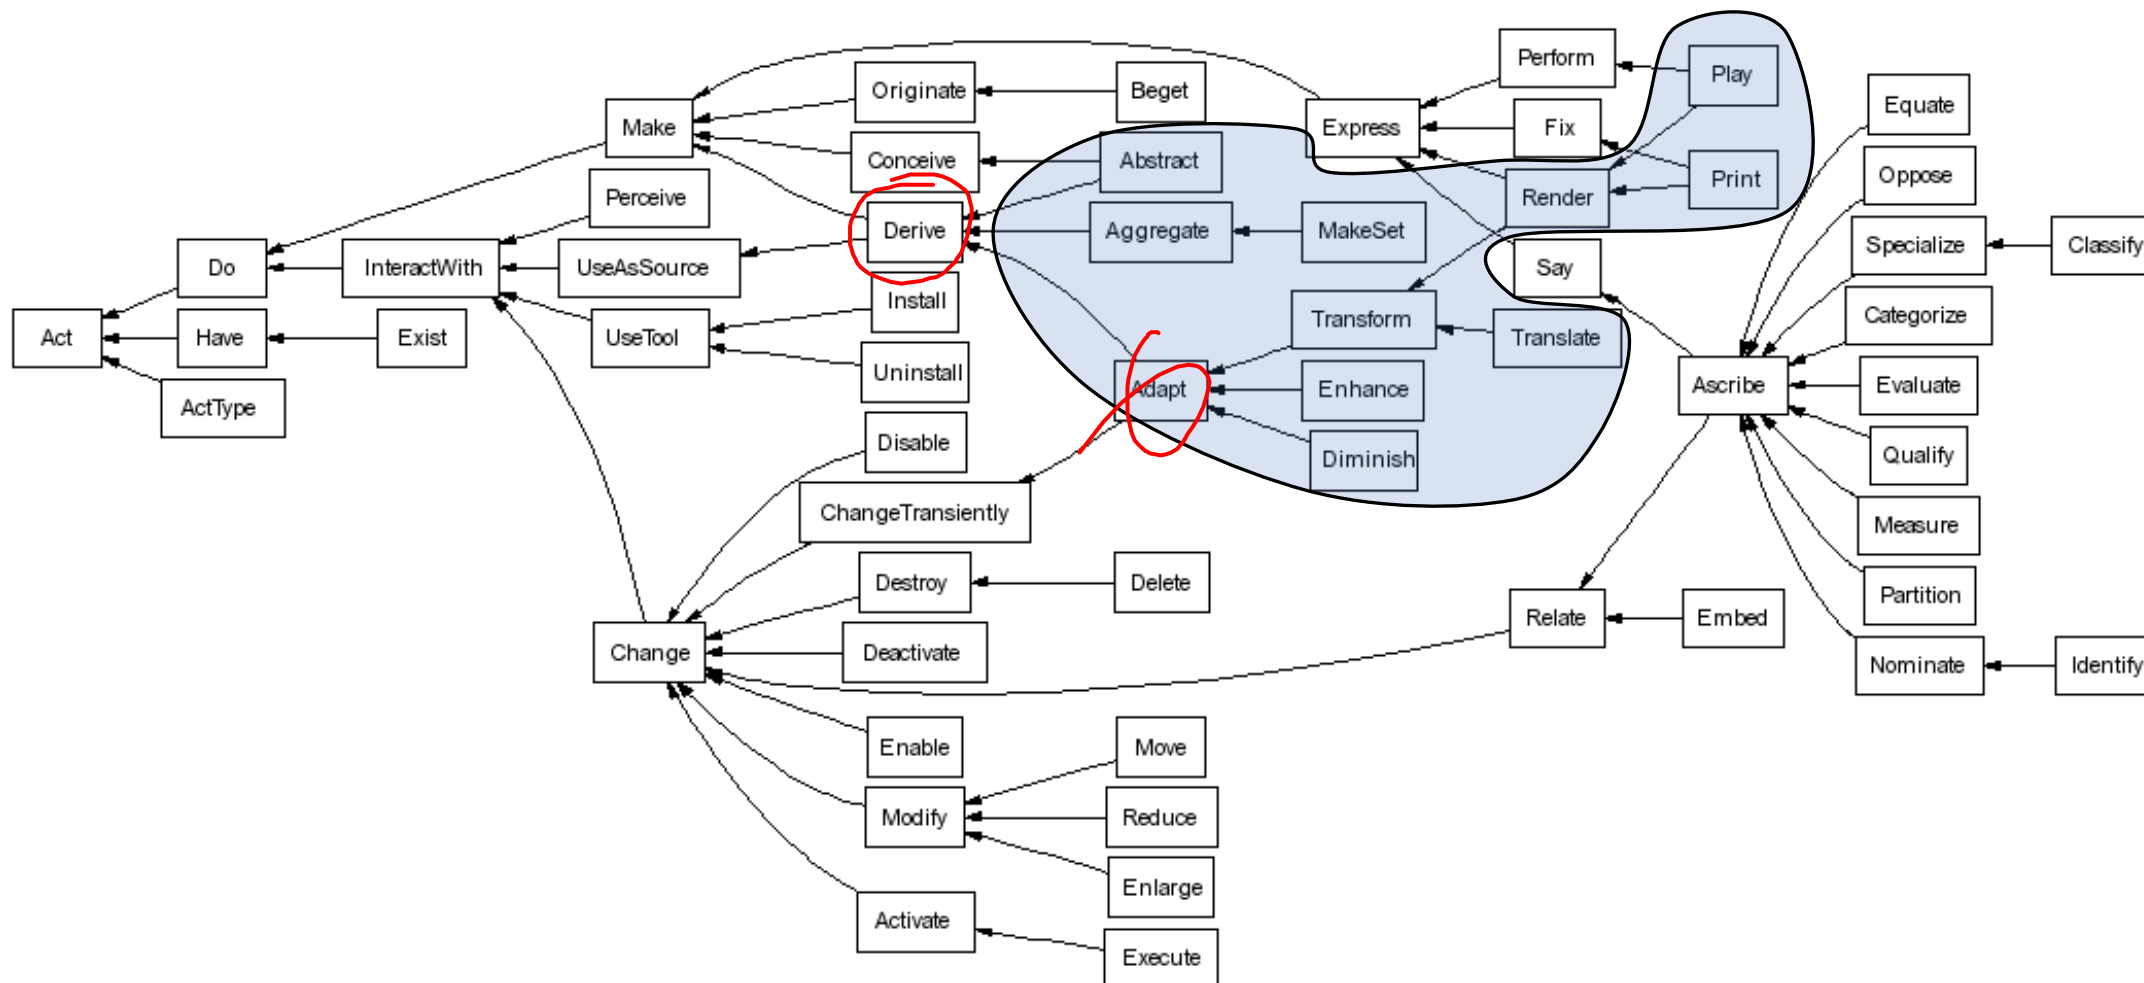 Perform
Play
Originate
Beget
Equate
Make
Express
Fix
Conceive
Abstract
Oppose
Print
Perceive
Render
Derive
Aggregate
MakeSet
Specialize
Classify
Do
InteractWith
UseAsSource
Say
Install
Categorize
Transform
Act
Have
Exist
UseTool
Translate
Uninstall
Adapt
Enhance
Ascribe
Evaluate
ActType
Disable
Diminish
Qualify
ChangeTransiently
Measure
Destroy
Delete
Partition
Relate
Embed
Change
Deactivate
Nominate
Identify
Enable
Move
Modify
Reduce
Enlarge
Activate
Execute